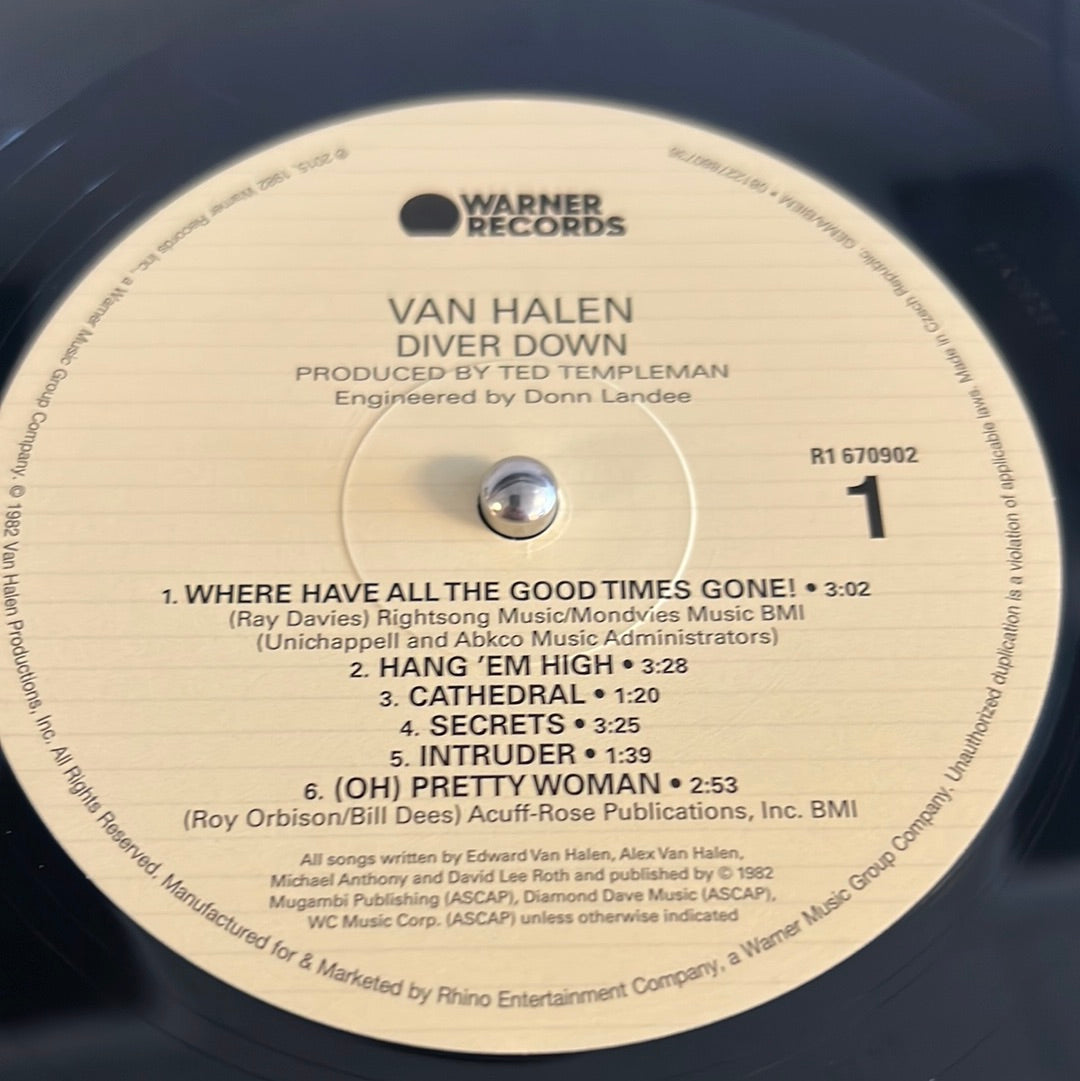 WARNER
RECORDS
VAN HALEN
DIVER DOWN
PRODUCED BY TED TEMPLEMAN
Engineered by Donn Landee
R1 670902
1
1. WHERE HAVE ALL THE GOOD TIMES GONE! • 3:02
(Ray Davies) Rightsong Music/Mondvies Music BMI
(Unichappell and Abkco Music Administrators)
2. HANG 'EM HIGH • 3:28
3. CATHEDRAL • 1:20
4. SECRETS • 3:25
5. INTRUDER • 1:39
6. (OH) PRETTY WOMAN • 2:53
(Roy Orbison/Bill Dees) Acuff-Rose Publications, Inc. BMI
All songs written by Edward Van Halen, Alex Van Halen,
Michael Anthony and David Lee Roth and published by © 1982
Mugambi Publishing (ASCAP), Diamond Dave Music (ASCAP),
WC Music Corp. (ASCAP) unless otherwise indicated
℗ 2015, 1982 Warner Records Inc., a Warner Music Group Company. © 1982 Van Halen Productions, Inc. All Rights Reserved. Manufactured for & Marketed by Rhino Entertainment Company, a Warner Music Group Company. Unauthorized duplication is a violation of applicable laws. Made in Czech Republic. GEMA/BIEM •